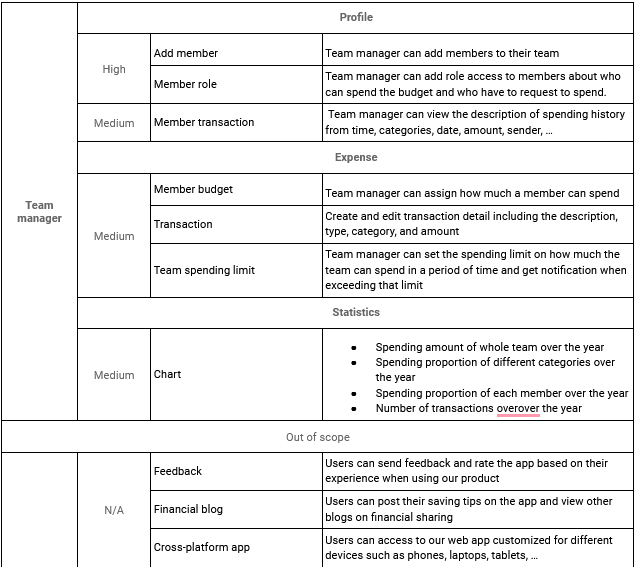 Profile
Team
manager
High
Add member
Team manager can add members to their team
Member role
Team manager can add role access to members about who
can spend the budget and who have to request to spend.
Medium
Member transaction
Team manager can view the description of spending history
from time, categories, date, amount, sender, ...
Expense
Medium
Member budget
Team manager can assign how much a member can spend
Transaction
Create and edit transaction detail including the description,
type, category, and amount
Team spending limit
Team manager can set the spending limit on how much the
team can spend in a period of time and get notification when
exceeding that limit
Statistics
Medium
Chart
● Spending amount of whole team over the year
● Spending proportion of different categories over
the year
● Spending proportion of each member over the year
● Number of transactions overover the year
Out of scope
N/A
Feedback
Users can send feedback and rate the app based on their
experience when using our product
Financial blog
Users can post their saving tips on the app and view other
blogs on financial sharing
Cross-platform app
Users can access to our web app customized for different
devices such as phones, laptops, tablets, ...